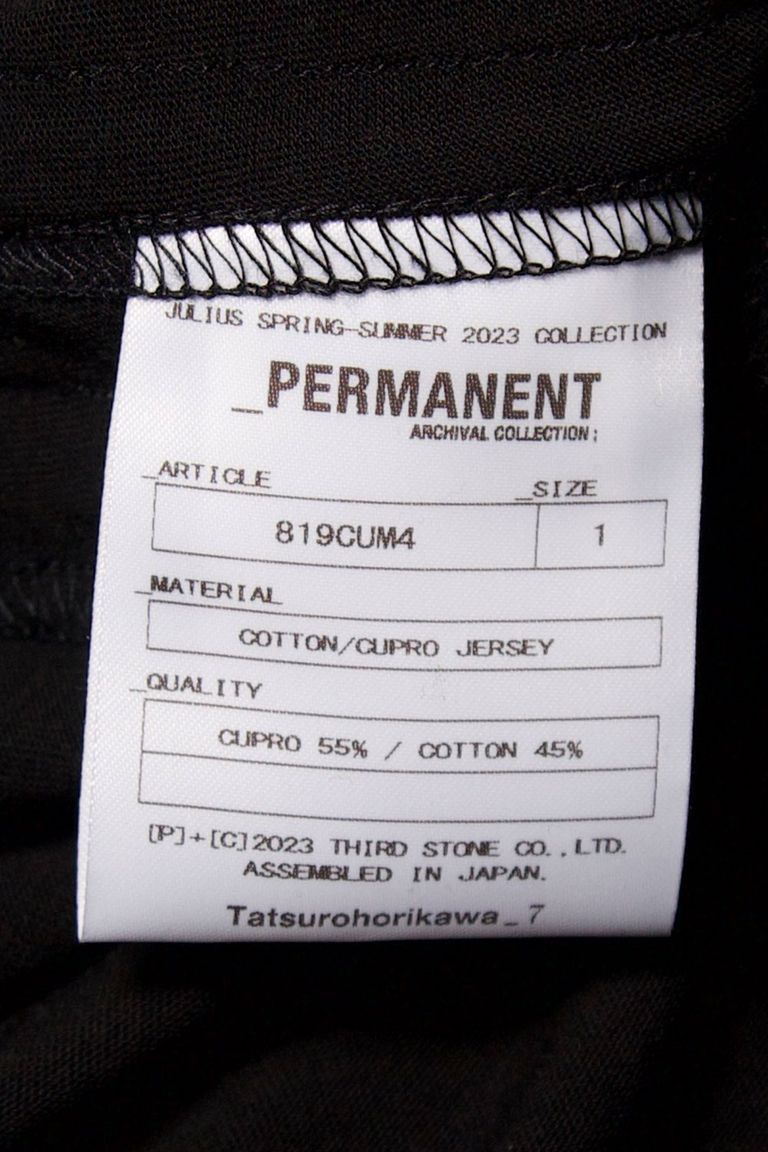 JULIUS SPRING-SUMMER 2023 COLLECTION
_PERMANENT
ARCHIVAL COLLECTION;
_ARTICLE _SIZE
819CUM4 1
_MATERIAL
COTTON/CUPRO JERSEY
_QUALITY
CUPRO 55% / COTTON 45%
[P]+[C]2023 THIRD STONE CO.,LTD.
ASSEMBLED IN JAPAN.
Tatsurohorikawa_7